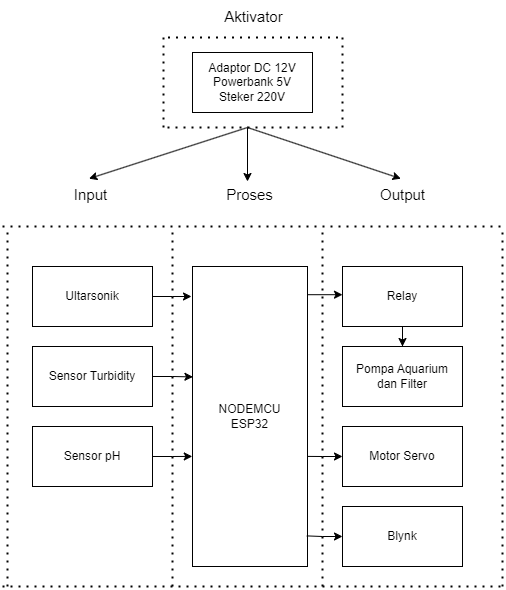 Aktivator
Adaptor DC 12V
Powerbank 5V
Steker 220V
Input
Proses
Output
Ultarsonik
Sensor Turbidity
Sensor pH
NODEMCU
ESP32
Relay
Pompa Aquarium
dan Filter
Motor Servo
Blynk